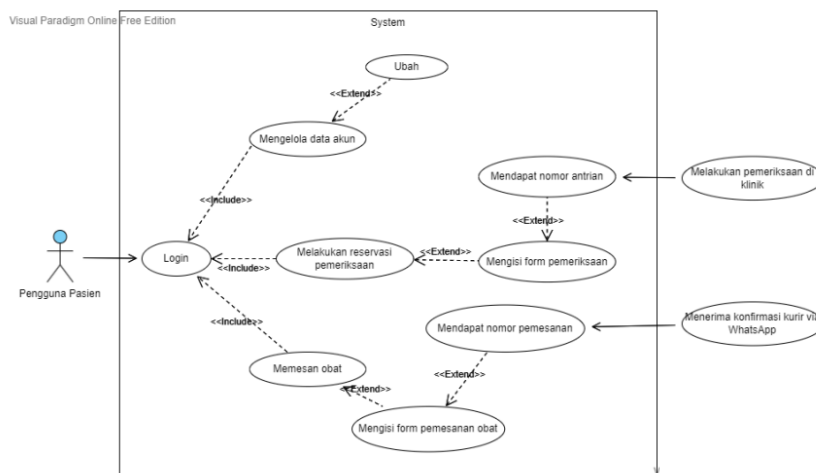 Visual Paradigm Online Free Edition
System
Ubah
<<Extend>>
Mengelola data akun
Mendapat nomor antrian
Melakukan pemeriksaan di
klinik
<<Include>>
<<Extend>>
Login
Melakukan reservasi
pemeriksaan
<<Extend>>
<<Include>>
Mengisi form pemeriksaan
Pengguna Pasien
Mendapat nomor pemesanan
Menerima konfirmasi kurir via
WhatsApp
<<Include>>
Memesan obat
<<Extend>>
<<Extend>>
Mengisi form pemesanan obat